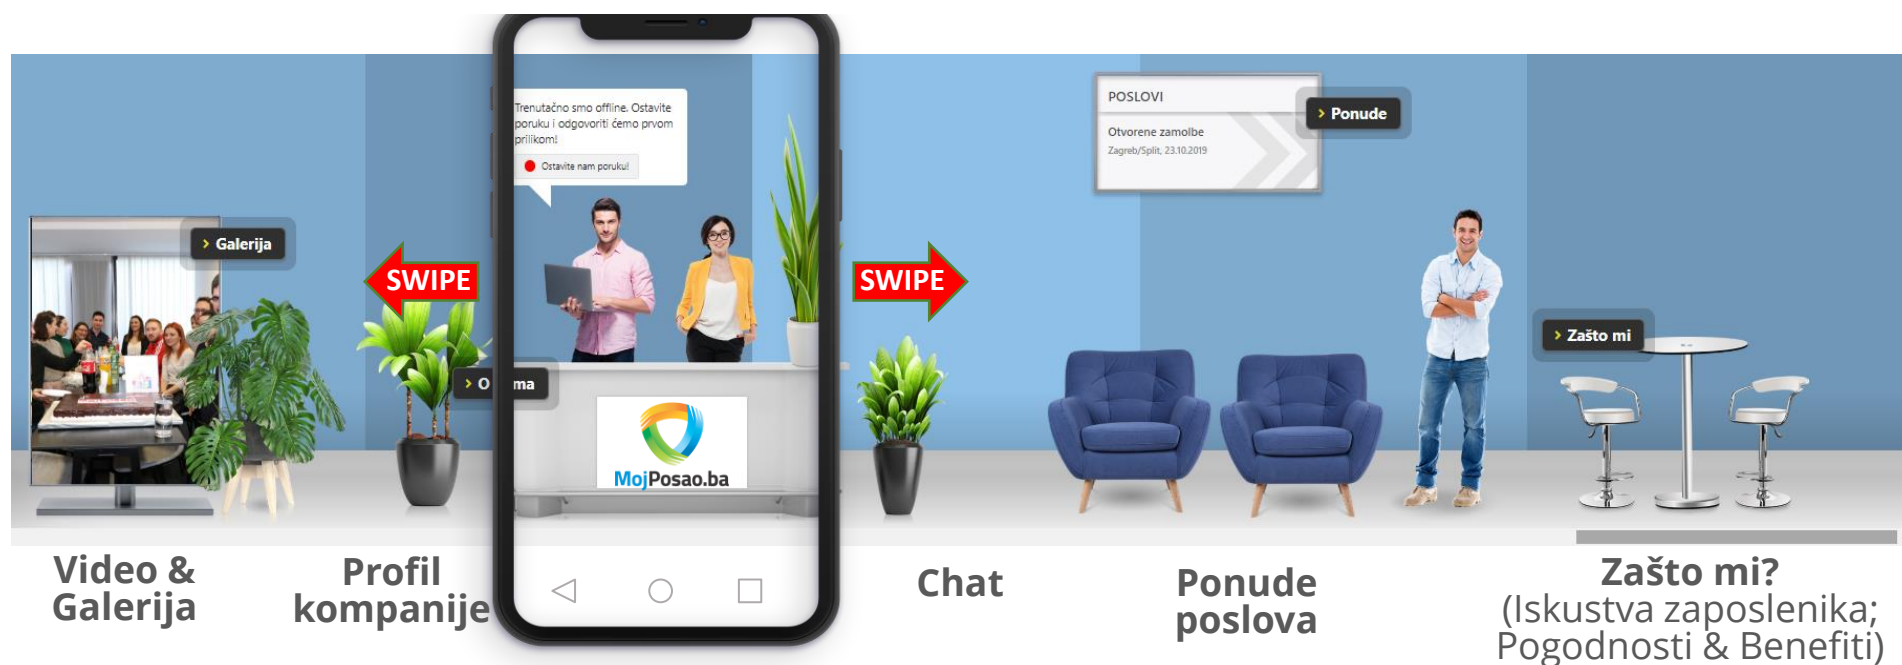 Trenutačno smo offline. Ostavite
poruku i odgovoriti ćemo prvom
prilikom!
Ostavite nam poruku!
POSLOVI
Otvorene zamolbe
Zagreb/Split, 23.10.2019
> Ponude
> Galerija
SWIPE
SWIPE
> Zašto mi
> O ma
MojPosao.ba
Video &
Galerija
Profil
kompanije
Chat
Ponude
poslova
Zašto mi?
(Iskustva zaposlenika;
Pogodnosti & Benefiti)